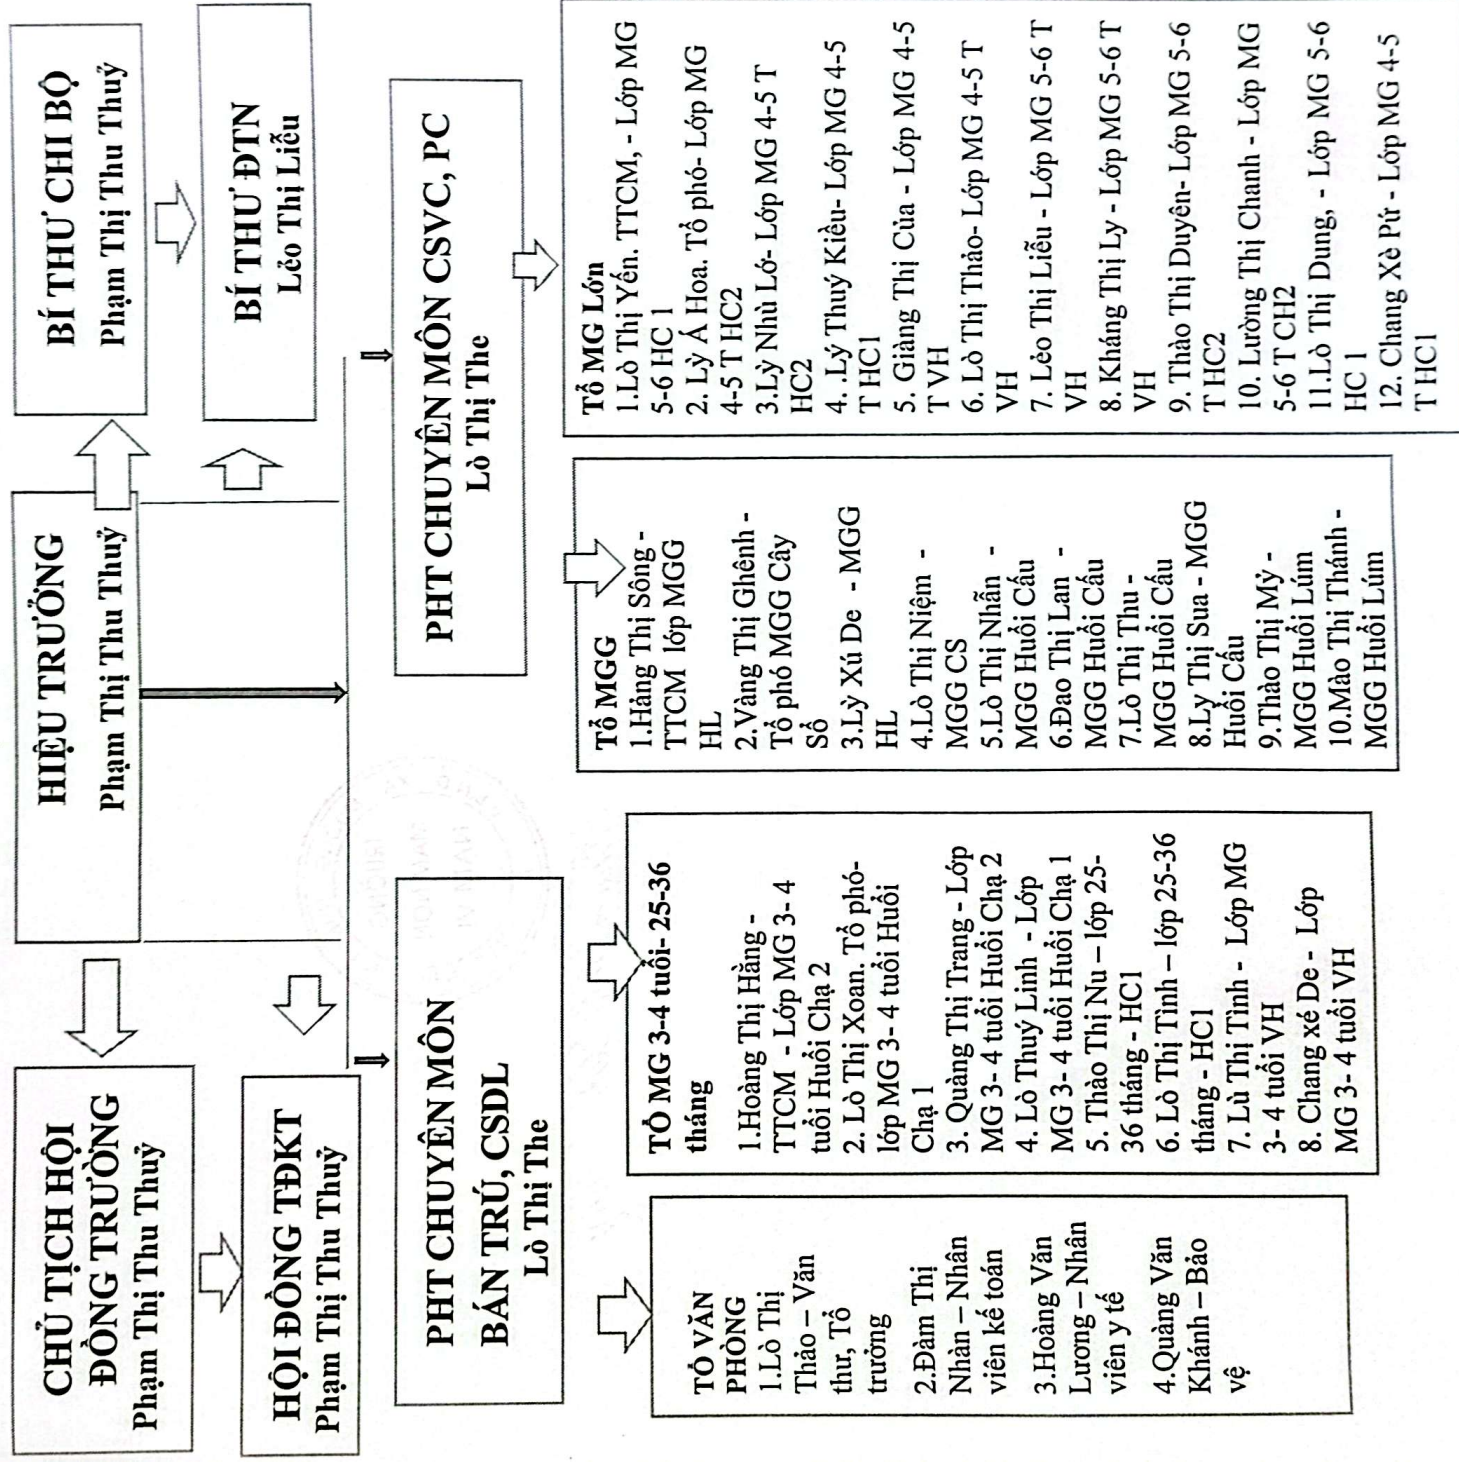 CHỦ TỊCH HỘI
ĐỒNG TRƯỜNG
Phạm Thị Thu Thuỷ
HIỆU TRƯỞNG
Phạm Thị Thu Thuỷ
BÍ THƯ CHI BỘ
Phạm Thị Thu Thuỷ
HỘI ĐỒNG TĐKT
Phạm Thị Thu Thuỷ
BÍ THƯ ĐTN
Lèo Thị Liễu
PHT CHUYÊN MÔN
BÁN TRÚ, CSDL
Lò Thị The
PHT CHUYÊN MÔN CSVC, PC
Lò Thị The
TỔ VĂN
PHÒNG
1.Lò Thị
Thảo – Văn
thư, Tổ
trưởng
2.Đàm Thị
Nhàn – Nhân
viên kế toán
3.Hoàng Văn
Lương – Nhân
viên y tế
4.Quàng Văn
Khánh – Bảo
vệ
TỔ MG 3-4 tuổi- 25-36
tháng
1.Hoàng Thị Hằng -
TTCM - Lớp MG 3- 4
tuổi Huổi Chạ 2
2. Lò Thị Xoan. Tổ phó-
lớp MG 3- 4 tuổi Huổi
Chạ 1
3. Quàng Thị Trang - Lớp
MG 3- 4 tuổi Huổi Chạ 2
4. Lò Thuý Linh - Lớp
MG 3- 4 tuổi Huổi Chạ 1
5. Thào Thị Nu – lớp 25-
36 tháng - HC1
6. Lò Thị Tình – lớp 25-36
tháng - HC1
7. Lù Thị Tình - Lớp MG
3- 4 tuổi VH
8. Chang xé De - Lớp
MG 3- 4 tuổi VH
Tổ MGG
1.Hàng Thị Sông -
TTCM lớp MGG
HL
2.Vàng Thị Ghênh -
Tổ phó MGG Cây
Sổ
3.Lỳ Xú De - MGG
HL
4.Lò Thị Niệm -
MGG CS
5.Lò Thị Nhẫn -
MGG Huổi Cấu
6.Đao Thị Lan -
MGG Huổi Cấu
7.Lò Thị Thu -
MGG Huổi Cấu
8.Ly Thị Sua - MGG
Huổi Cấu
9.Thào Thị Mỷ -
MGG Huổi Lúm
10.Mào Thị Thánh -
MGG Huổi Lúm
Tổ MG Lớn
1.Lò Thị Yến. TTCM, - Lớp MG
5-6 HC 1
2. Lỳ Á Hoa. Tổ phó- Lớp MG
4-5 T HC2
3.Lỳ Nhù Lớ- Lớp MG 4-5 T
HC2
4. .Lý Thuý Kiều- Lớp MG 4-5
T HC1
5. Giàng Thị Của - Lớp MG 4-5
T VH
6. Lò Thị Thảo- Lớp MG 4-5 T
VH
7. Lèo Thị Liễu - Lớp MG 5-6 T
VH
8. Kháng Thị Ly - Lớp MG 5-6 T
VH
9. Thào Thị Duyên- Lớp MG 5-6
T HC2
10. Lường Thị Chanh - Lớp MG
5-6 T CH2
11.Lò Thị Dung, - Lớp MG 5-6
HC 1
12. Chang Xè Pứ - Lớp MG 4-5
T HC1